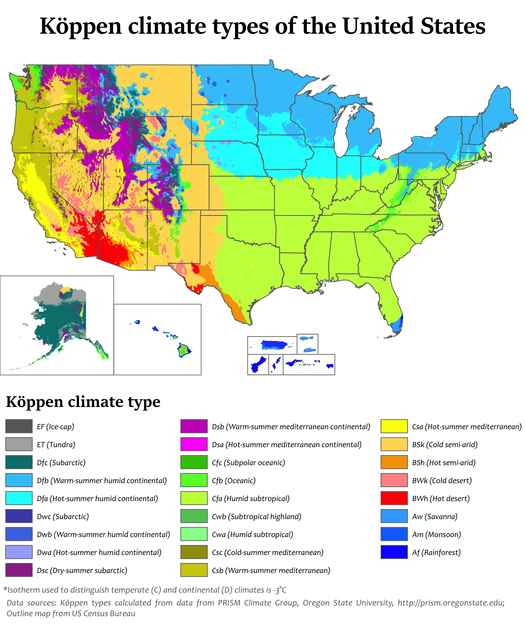 Köppen climate types of the United States
Köppen climate type
EF (Ice-cap)
ET (Tundra)
Dfc (Subarctic)
Dfb (Warm-summer humid continental)
Dfa (Hot-summer humid continental)
Dwc (Subarctic)
Dwb (Warm-summer humid continental)
Dwa (Hot-summer humid continental)
Dsc (Dry-summer subarctic)
Dsb (Warm-summer mediterranean continental)
Dsa (Hot-summer mediterranean continental)
Cfc (Subpolar oceanic)
Cfb (Oceanic)
Cfa (Humid subtropical)
Cwb (Subtropical highland)
Cwa (Humid subtropical)
Csc (Cold-summer mediterranean)
Csb (Warm-summer mediterranean)
Csa (Hot-summer mediterranean)
BSk (Cold semi-arid)
BSh (Hot semi-arid)
BWk (Cold desert)
BWh (Hot desert)
Aw (Savanna)
Am (Monsoon)
Af (Rainforest)
*Isotherm used to distinguish temperate (C) and continental (D) climates is -3°C
Data sources: Köppen types calculated from data from PRISM Climate Group, Oregon State University, http://prism.oregonstate.edu;
Outline map from US Census Bureau